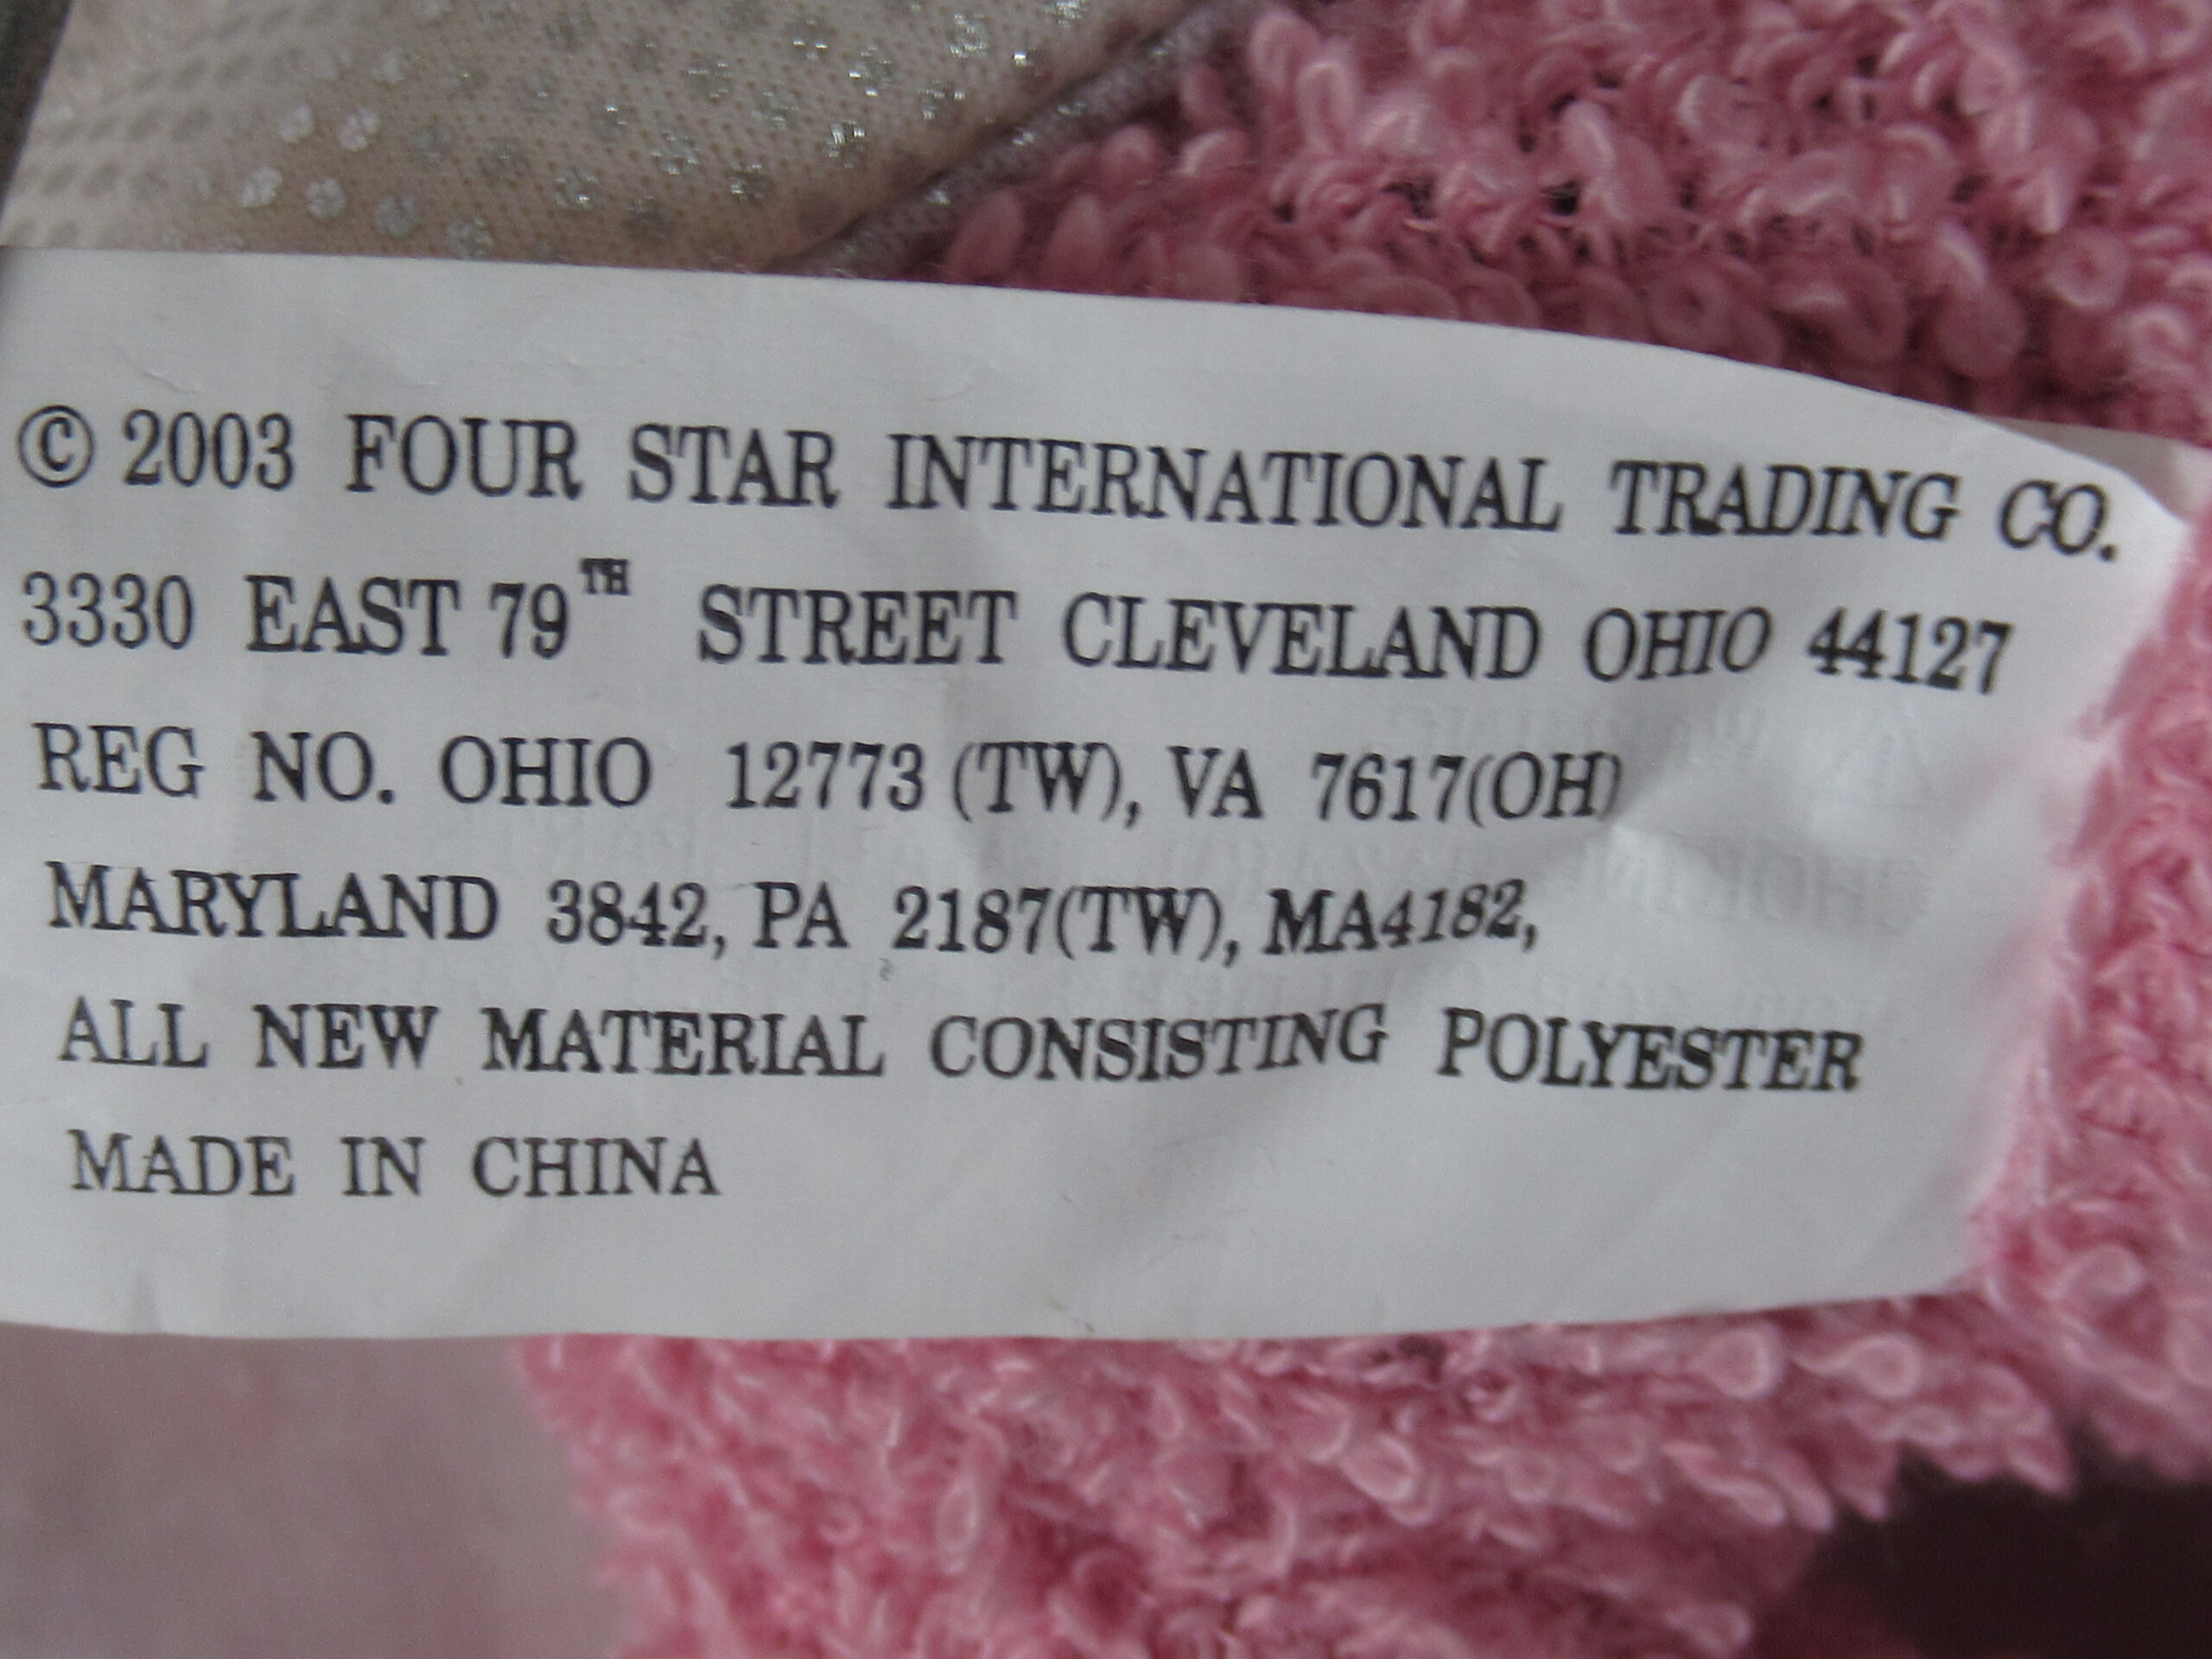 © 2003 FOUR STAR INTERNATIONAL TRADING CO.
3330 EAST 79TH STREET CLEVELAND OHIO 44127
REG NO. OHIO 12773 (TW), VA 7617(OH)
MARYLAND 3842, PA 2187(TW), MA4182,
ALL NEW MATERIAL CONSISTING POLYESTER
MADE IN CHINA